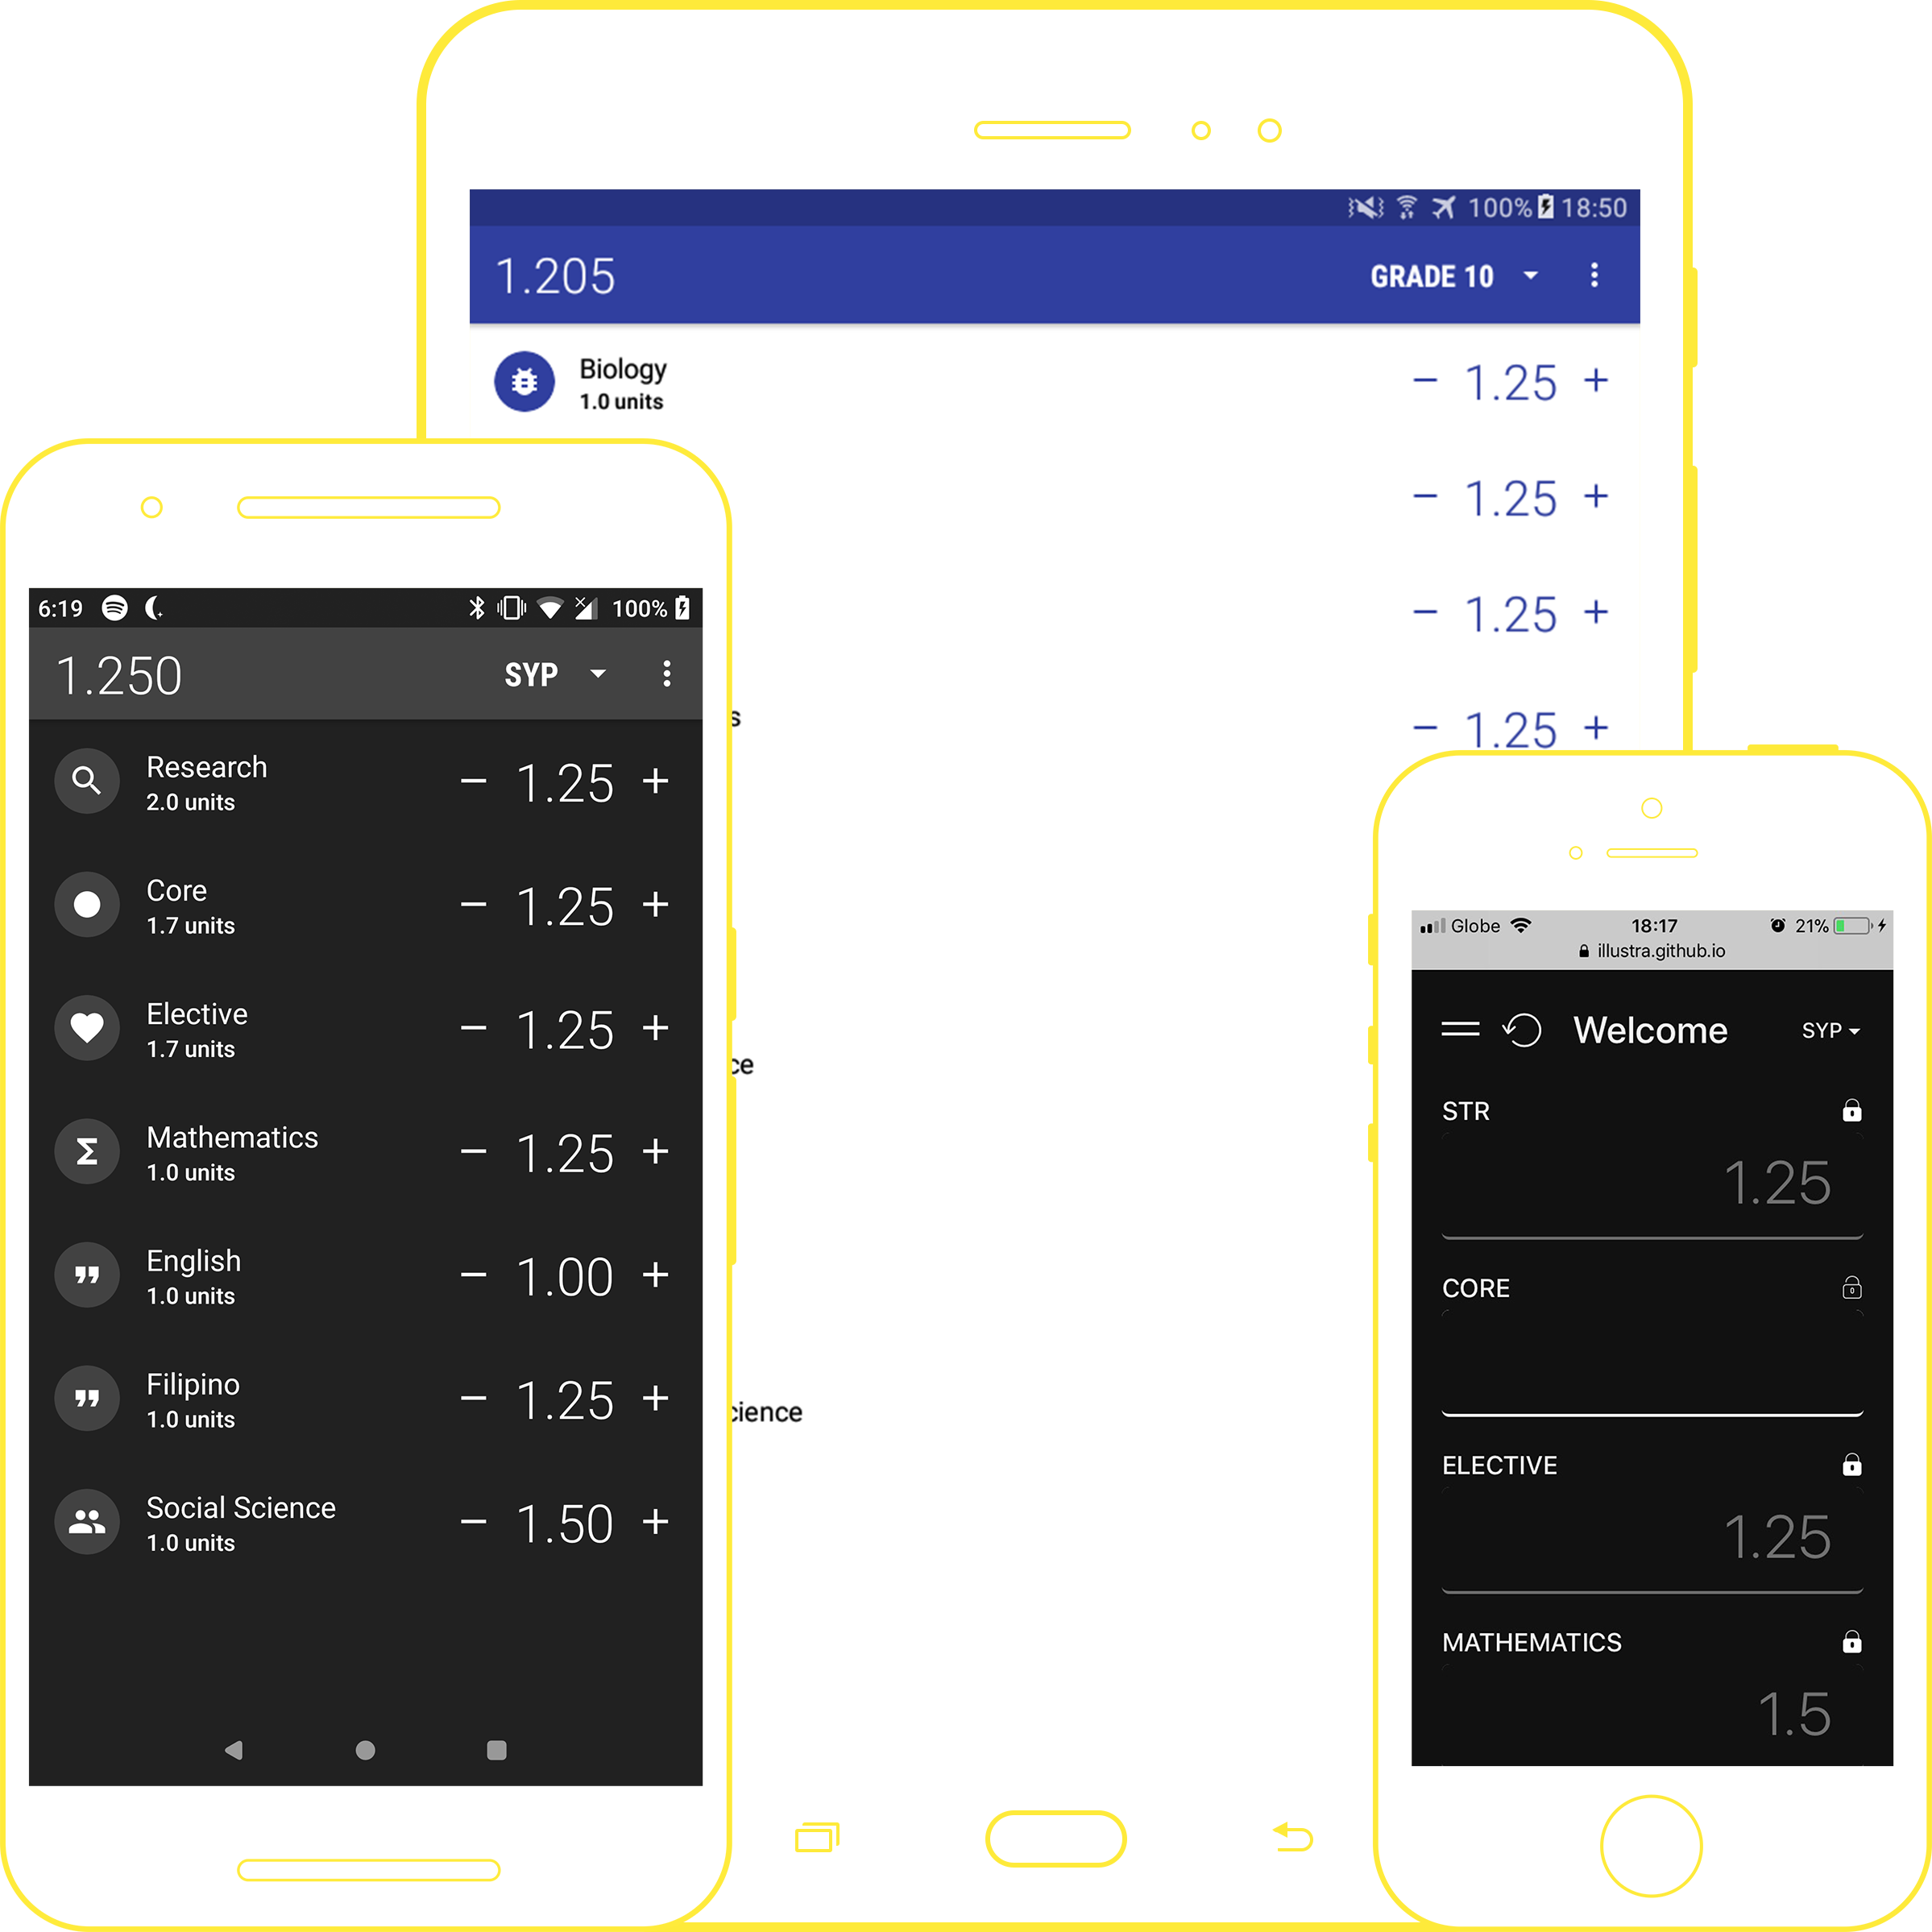 100% 18:50
1.205 GRADE 10
Biology
1.0 units
− 1.25 +
− 1.25 +
− 1.25 +
s
− 1.25 +
ce
cience
6:19 100%
1.250 SYP
Research
2.0 units
− 1.25 +
Core
1.7 units
− 1.25 +
Elective
1.7 units
− 1.25 +
Mathematics
1.0 units
− 1.25 +
English
1.0 units
− 1.00 +
Filipino
1.0 units
− 1.25 +
Social Science
1.0 units
− 1.50 +
Globe 18:17 21%
illustra.github.io
Welcome SYP
STR
1.25
CORE
ELECTIVE
1.25
MATHEMATICS
1.5